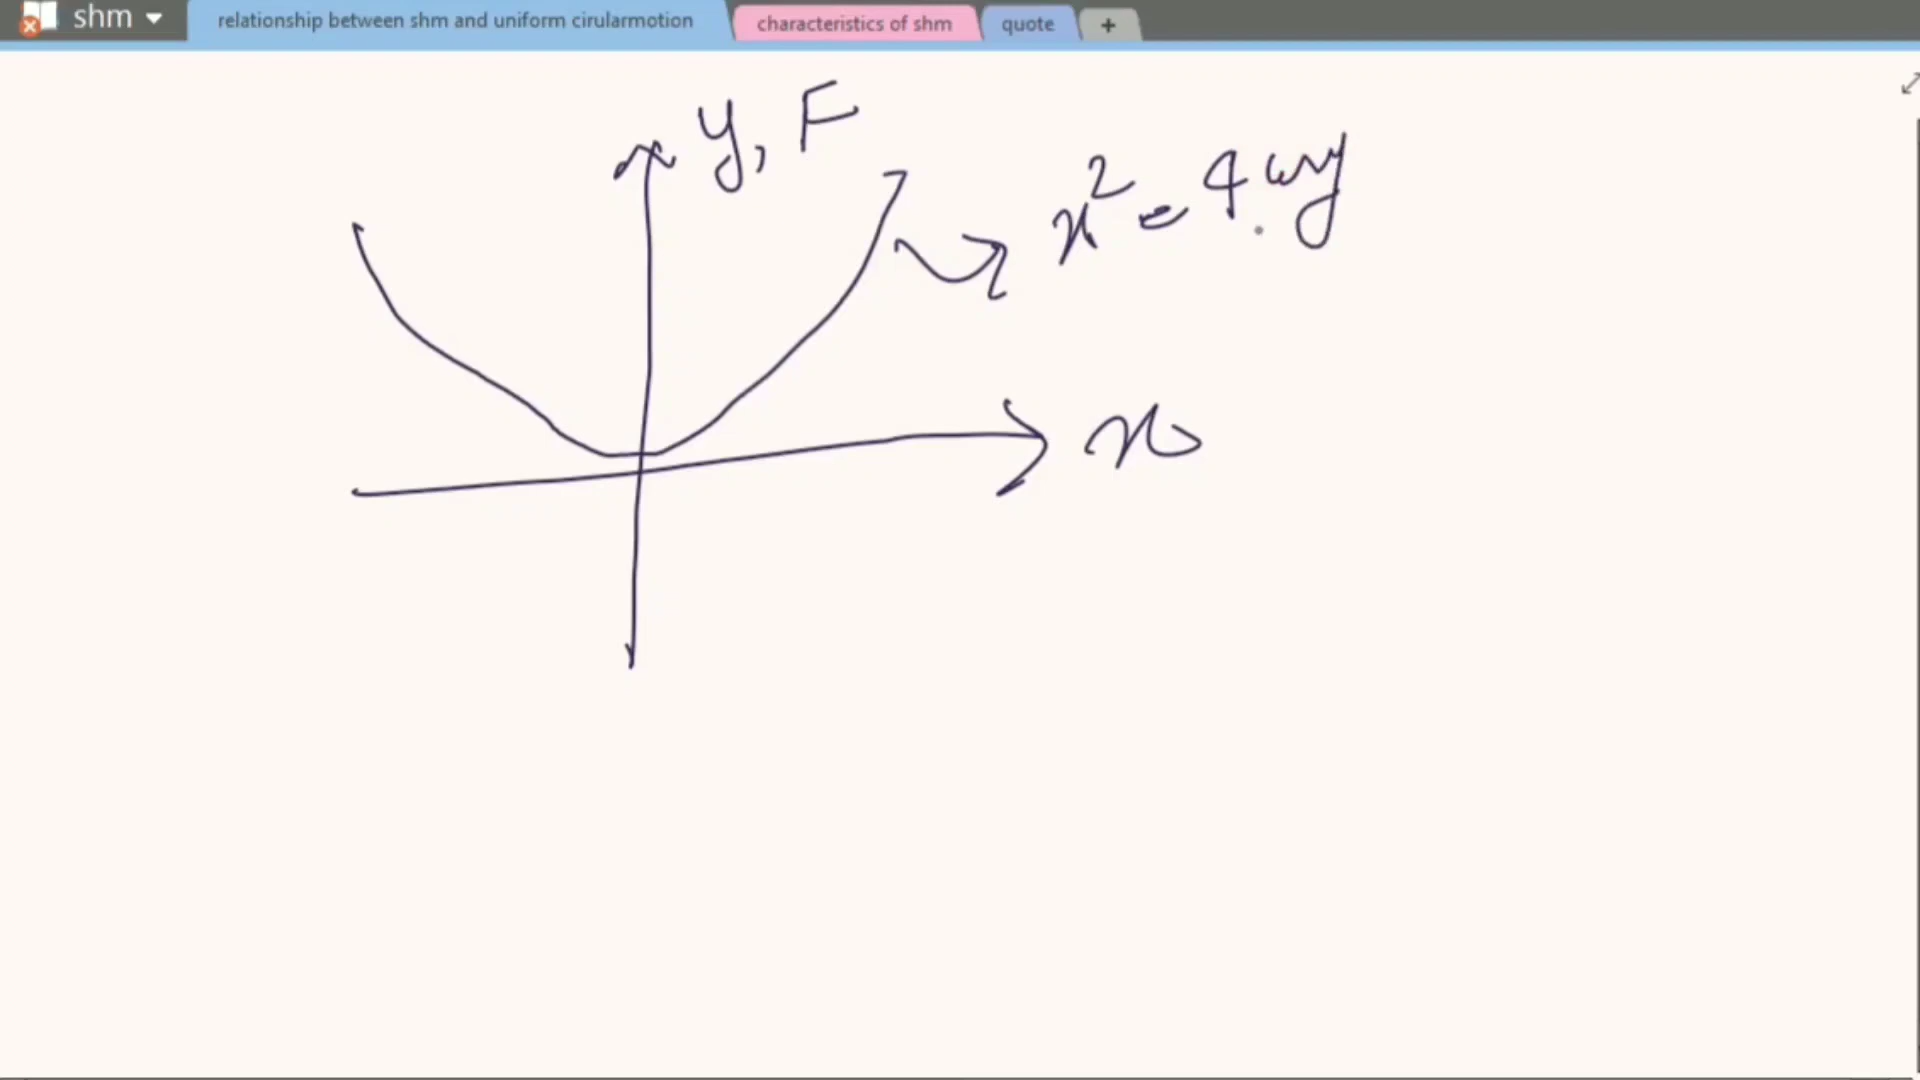 shm
relationship between shm and uniform cirularmotion
characteristics of shm
quote
+
y, F
x² = 4ay
x